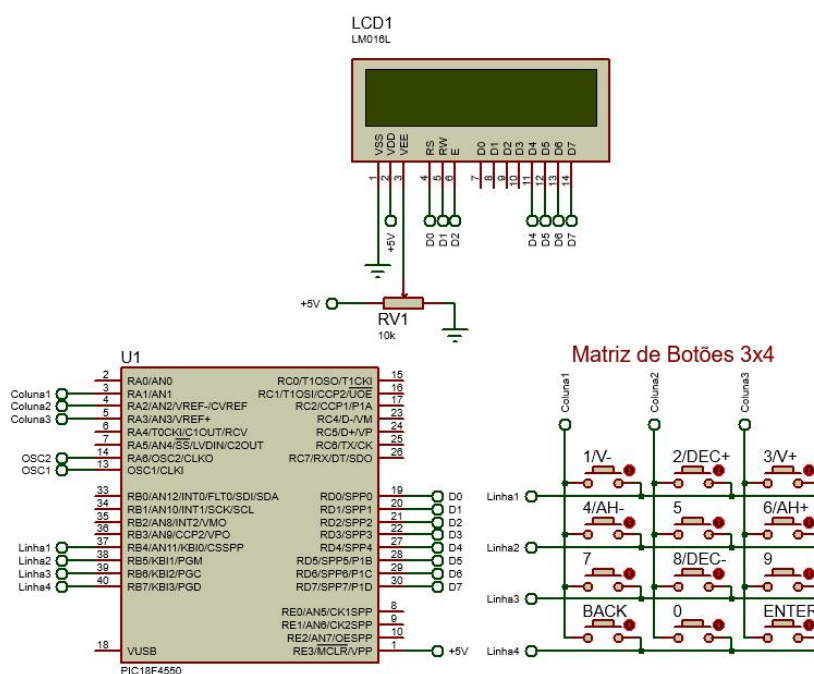 LCD1
LM016L
VSS VDD VEE RS RW E D0 D1 D2 D3 D4 D5 D6 D7
1 2 3 4 5 6 7 8 9 10 11 12 13 14
+5V D0 D1 D2 D4 D5 D6 D7
+5V
RV1
10k
U1
2 RA0/AN0 RC0/T1OSO/T1CKI 15
Coluna1 3 RA1/AN1 RC1/T1OSI/CCP2/UOE 16
Coluna2 4 RA2/AN2/VREF-/CVREF RC2/CCP1/P1A 17
Coluna3 5 RA3/AN3/VREF+ RC4/D-/VM 23
6 RA4/T0CKI/C1OUT/RCV RC5/D+/VP 24
7 RA5/AN4/SS/LVDIN/C2OUT RC6/TX/CK 25
OSC2 14 RA6/OSC2/CLKO RC7/RX/DT/SDO 26
OSC1 13 OSC1/CLKI
33 RB0/AN12/INT0/FLT0/SDI/SDA RD0/SPP0 19 D0
34 RB1/AN10/INT1/SCK/SCL RD1/SPP1 20 D1
35 RB2/AN8/INT2/VMO RD2/SPP2 21 D2
36 RB3/AN9/CCP2/VPO RD3/SPP3 22 D3
Linha1 37 RB4/AN11/KBI0/CSSPP RD4/SPP4 27 D4
Linha2 38 RB5/KBI1/PGM RD5/SPP5/P1B 28 D5
Linha3 39 RB6/KBI2/PGC RD6/SPP6/P1C 29 D6
Linha4 40 RB7/KBI3/PGD RD7/SPP7/P1D 30 D7
RE0/AN5/CK1SPP 8
RE1/AN6/CK2SPP 9
RE2/AN7/OESPP 10
18 VUSB RE3/MCLR/VPP 1 +5V
PIC18F4550
Matriz de Botões 3x4
Coluna1 Coluna2 Coluna3
1/V- 2/DEC+ 3/V+
Linha1
4/AH- 5 6/AH+
Linha2
7 8/DEC- 9
Linha3
BACK 0 ENTER
Linha4